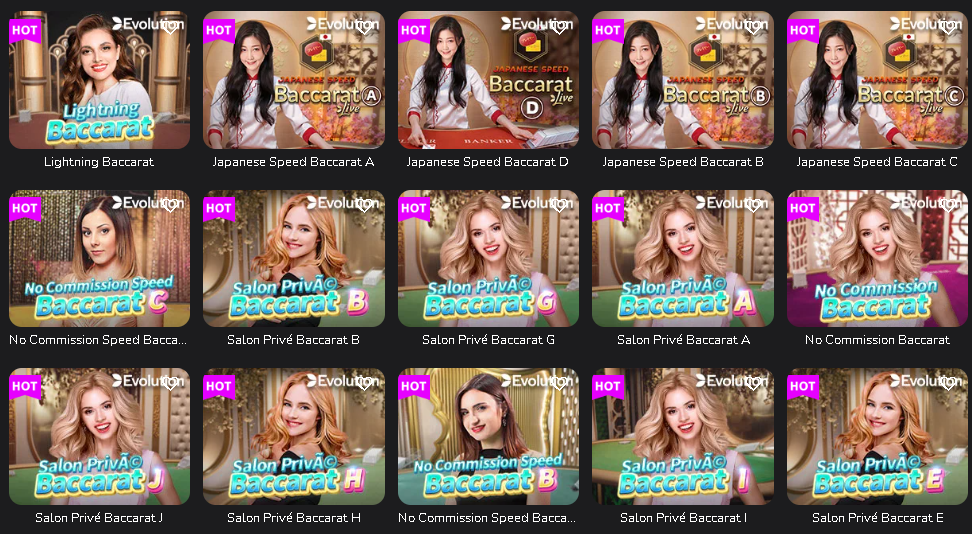 HOT
Evolution
Lightning
Baccarat
Lightning Baccarat
HOT
Evolution
JAPANESE SPEED
Baccarat A
Live
Japanese Speed Baccarat A
HOT
Evolution
JAPANESE SPEED
Baccarat
Live
D
BANKER
Japanese Speed Baccarat D
HOT
Evolution
JAPANESE SPEED
Baccarat B
Live
Japanese Speed Baccarat B
HOT
Evolution
JAPANESE SPEED
Baccarat C
Live
Japanese Speed Baccarat C
HOT
Evolution
No Commission Speed
Baccarat C
No Commission Speed Bacca...
HOT
Evolution
Salon PrivÃ©
Baccarat B
Salon Privé Baccarat B
HOT
Evolution
Salon PrivÃ©
Baccarat G
Salon Privé Baccarat G
HOT
Evolution
Salon PrivÃ©
Baccarat A
Salon Privé Baccarat A
HOT
Evolution
No Commission
Baccarat
No Commission Baccarat
HOT
Evolution
Salon PrivÃ©
Baccarat J
Salon Privé Baccarat J
HOT
Evolution
Salon PrivÃ©
Baccarat H
Salon Privé Baccarat H
HOT
Evolution
No Commission Speed
Baccarat B
No Commission Speed Bacca...
HOT
Evolution
Salon PrivÃ©
Baccarat I
Salon Privé Baccarat I
HOT
Evolution
Salon PrivÃ©
Baccarat E
Salon Privé Baccarat E